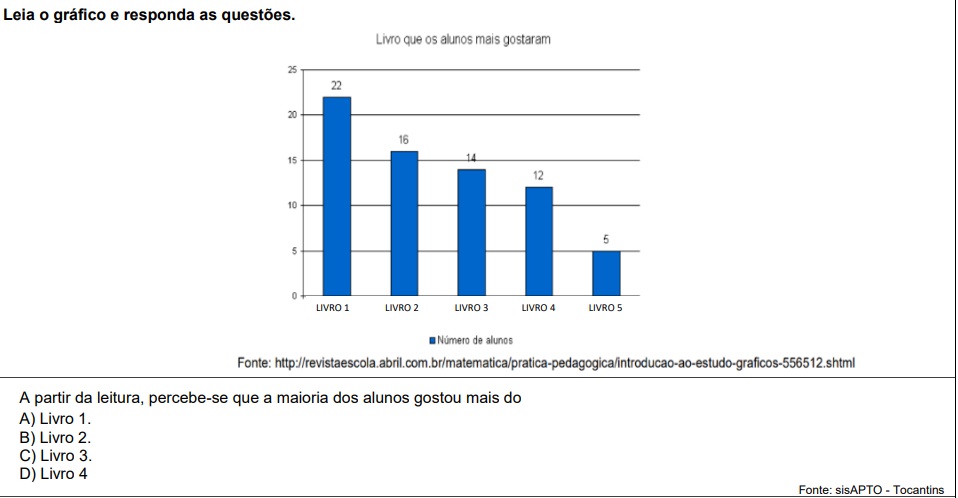 Leia o gráfico e responda as questões.
Livro que os alunos mais gostaram
25
22
20
16
15
14
12
10
5
5
0
LIVRO 1 LIVRO 2 LIVRO 3 LIVRO 4 LIVRO 5
Número de alunos
Fonte: http://revistaescola.abril.com.br/matematica/pratica-pedagogica/introducao-ao-estudo-graficos-556512.shtml
A partir da leitura, percebe-se que a maioria dos alunos gostou mais do
A) Livro 1.
B) Livro 2.
C) Livro 3.
D) Livro 4
Fonte: sisAPTO - Tocantins